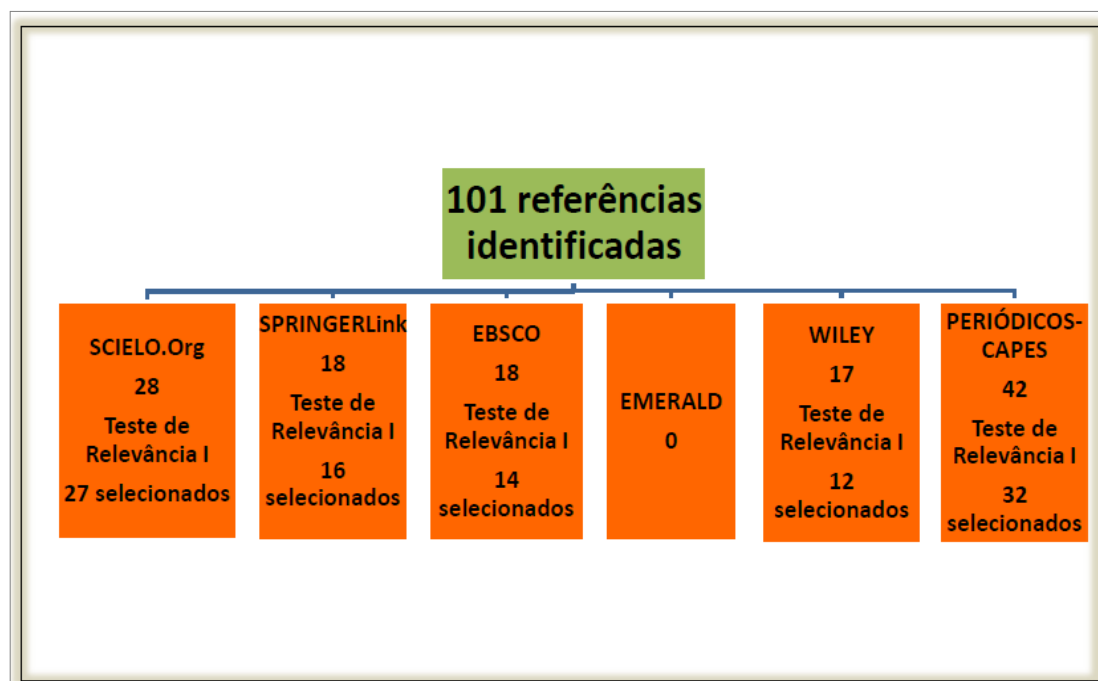 101 referências
identificadas
SCIELO.Org
28
Teste de
Relevância I
27 selecionados
SPRINGERLink
18
Teste de
Relevância I
16
selecionados
EBSCO
18
Teste de
Relevância I
14
selecionados
EMERALD
0
WILEY
17
Teste de
Relevância I
12
selecionados
PERIÓDICOS-
CAPES
42
Teste de
Relevância I
32
selecionados